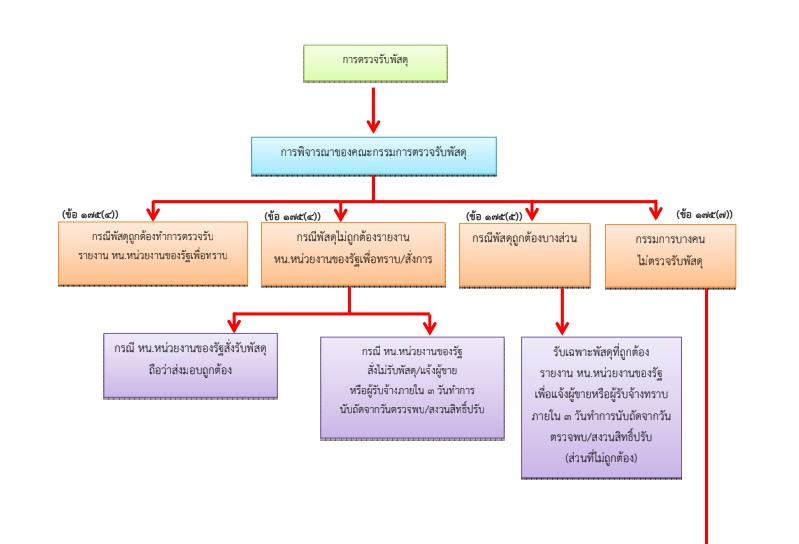 การตรวจรับพัสดุ
การพิจารณาของคณะกรรมการตรวจรับพัสดุ
(ข้อ ๑๗๕(๔))
กรณีพัสดุถูกต้องทำการตรวจรับ
รายงาน หน.หน่วยงานของรัฐเพื่อทราบ
(ข้อ ๑๗๕(๔))
กรณีพัสดุไม่ถูกต้องรายงาน
หน.หน่วยงานของรัฐเพื่อทราบ/สั่งการ
(ข้อ ๑๗๕(๕))
กรณีพัสดุถูกต้องบางส่วน
(ข้อ ๑๗๕(๗))
กรรมการบางคน
ไม่ตรวจรับพัสดุ
กรณี หน.หน่วยงานของรัฐสั่งรับพัสดุ
ถือว่าส่งมอบถูกต้อง
กรณี หน.หน่วยงานของรัฐ
สั่งไม่รับพัสดุ/แจ้งผู้ขาย
หรือผู้รับจ้างภายใน ๓ วันทำการ
นับถัดจากวันตรวจพบ/สงวนสิทธิ์ปรับ
รับเฉพาะพัสดุที่ถูกต้อง
รายงาน หน.หน่วยงานของรัฐ
เพื่อแจ้งผู้ขายหรือผู้รับจ้างทราบ
ภายใน ๓ วันทำการนับถัดจากวัน
ตรวจพบ/สงวนสิทธิ์ปรับ
(ส่วนที่ไม่ถูกต้อง)